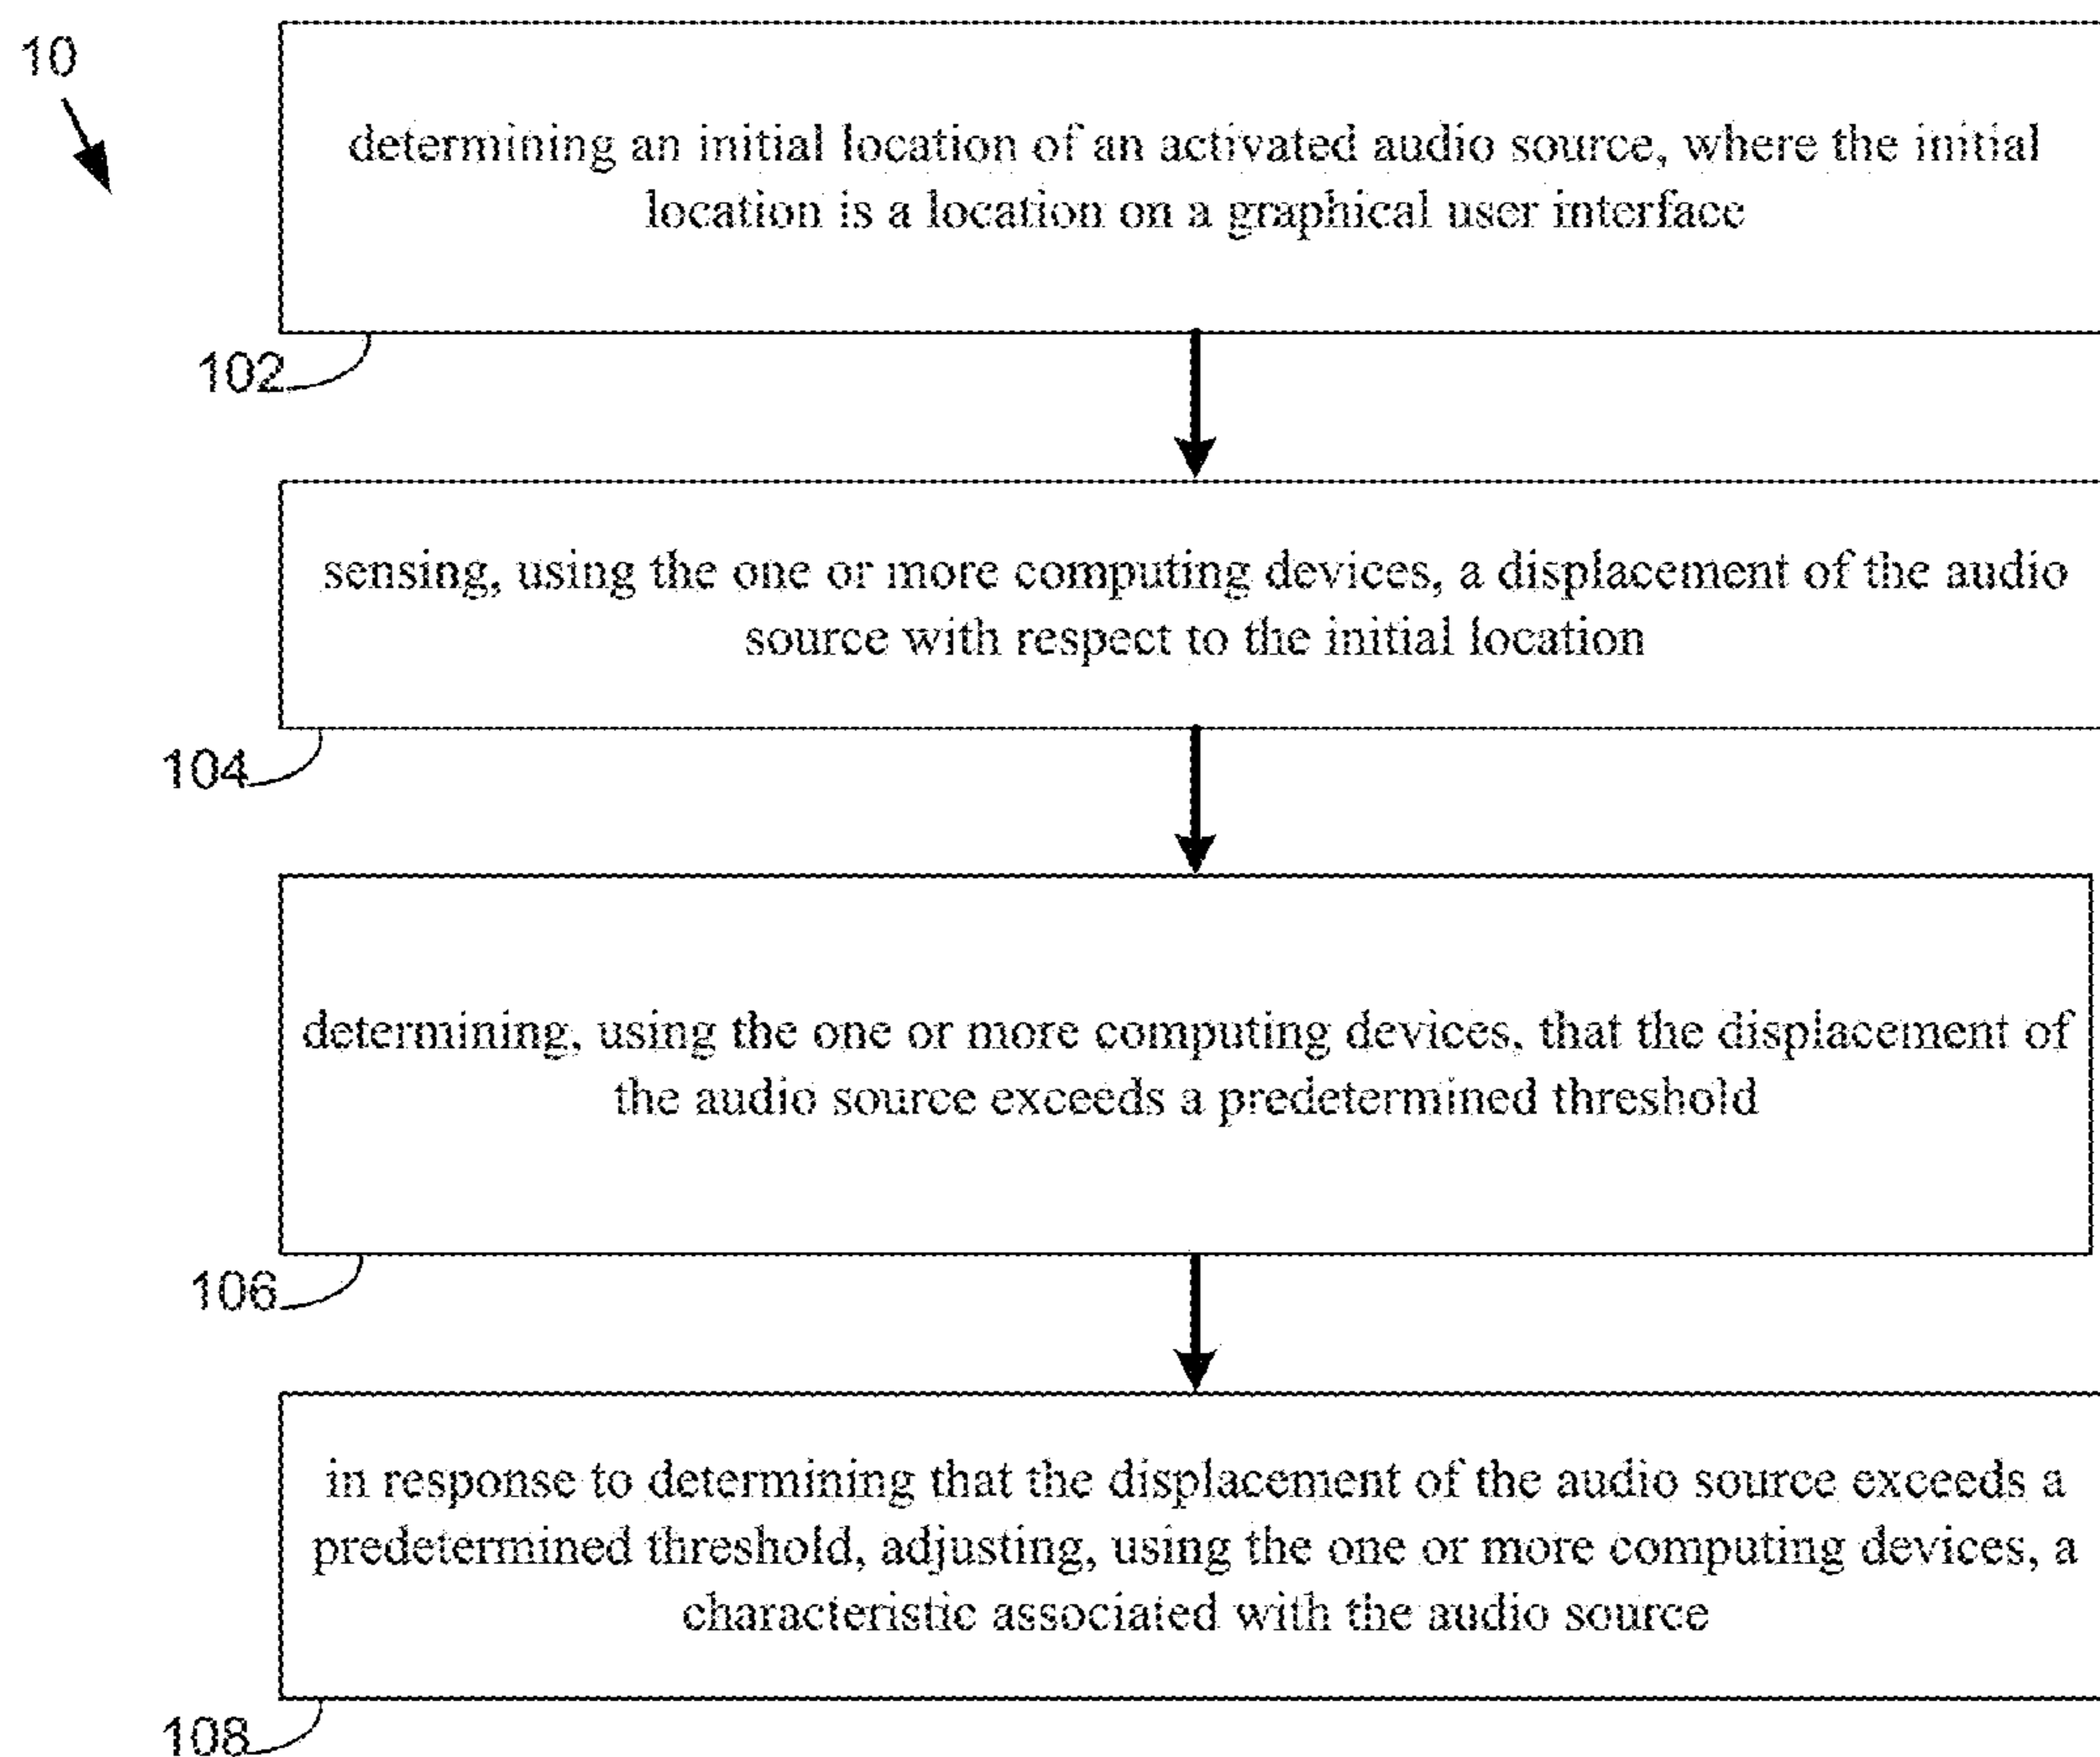 10
determining an initial location of an activated audio source, where the initial
location is a location on a graphical user interface
102
sensing, using the one or more computing devices, a displacement of the audio
source with respect to the initial location
104
determining, using the one or more computing devices, that the displacement of
the audio source exceeds a predetermined threshold
106
in response to determining that the displacement of the audio source exceeds a
predetermined threshold, adjusting, using the one or more computing devices, a
characteristic associated with the audio source
108